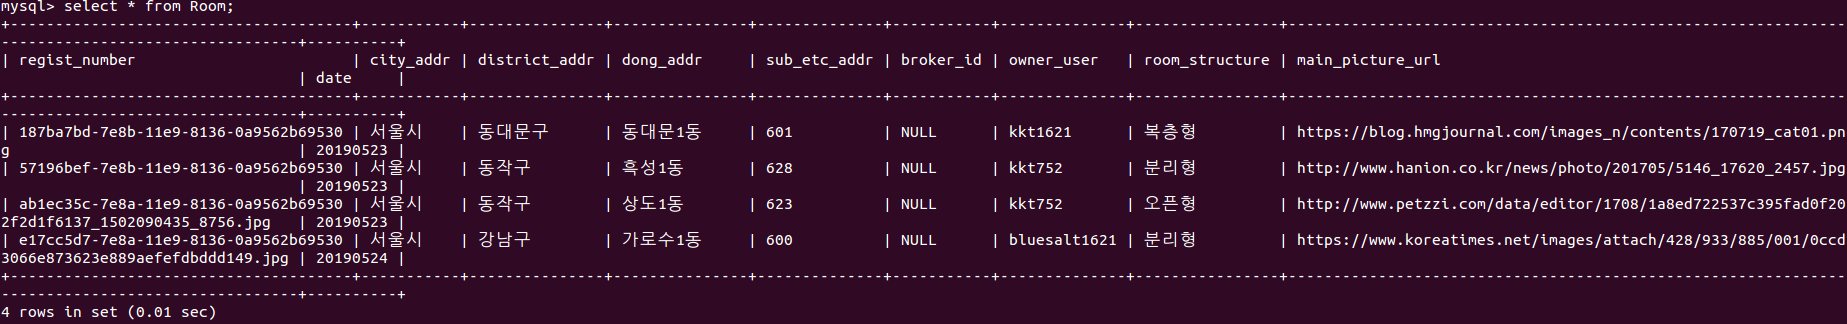 mysql> select * from Room;
+--------------------------------------+-----------+---------------+--------------+--------------+-----------+--------------+----------------+--------------------------------------------------------------
---------------------------------+----------+
| regist_number                        | city_addr | district_addr | dong_addr     | sub_etc_addr | broker_id | owner_user   | room_structure | main_picture_url
                                 | date     |
+--------------------------------------+-----------+---------------+--------------+--------------+-----------+--------------+----------------+--------------------------------------------------------------
---------------------------------+----------+
| 187ba7bd-7e8b-11e9-8136-0a9562b69530 | 서울시    | 동대문구      | 동대문1동     | 601          | NULL      | kkt1621      | 복층형         | https://blog.hmgjournal.com/images_n/contents/170719_cat01.pn
g                                | 20190523 |
| 57196bef-7e8b-11e9-8136-0a9562b69530 | 서울시    | 동작구        | 흑성1동       | 628          | NULL      | kkt752       | 분리형         | http://www.hanion.co.kr/news/photo/201705/5146_17620_2457.jpg
                                 | 20190523 |
| ab1ec35c-7e8a-11e9-8136-0a9562b69530 | 서울시    | 동작구        | 상도1동       | 623          | NULL      | kkt752       | 오픈형         | http://www.petzzi.com/data/editor/1708/1a8ed722537c395fad0f20
2f2d1f6137_1502090435_8756.jpg   | 20190523 |
| e17cc5d7-7e8a-11e9-8136-0a9562b69530 | 서울시    | 강남구        | 가로수1동     | 600          | NULL      | bluesalt1621 | 분리형         | https://www.koreatimes.net/images/attach/428/933/885/001/0ccd
3066e873623e889aefefdbddd149.jpg | 20190524 |
+--------------------------------------+-----------+---------------+--------------+--------------+-----------+--------------+----------------+--------------------------------------------------------------
---------------------------------+----------+
4 rows in set (0.01 sec)